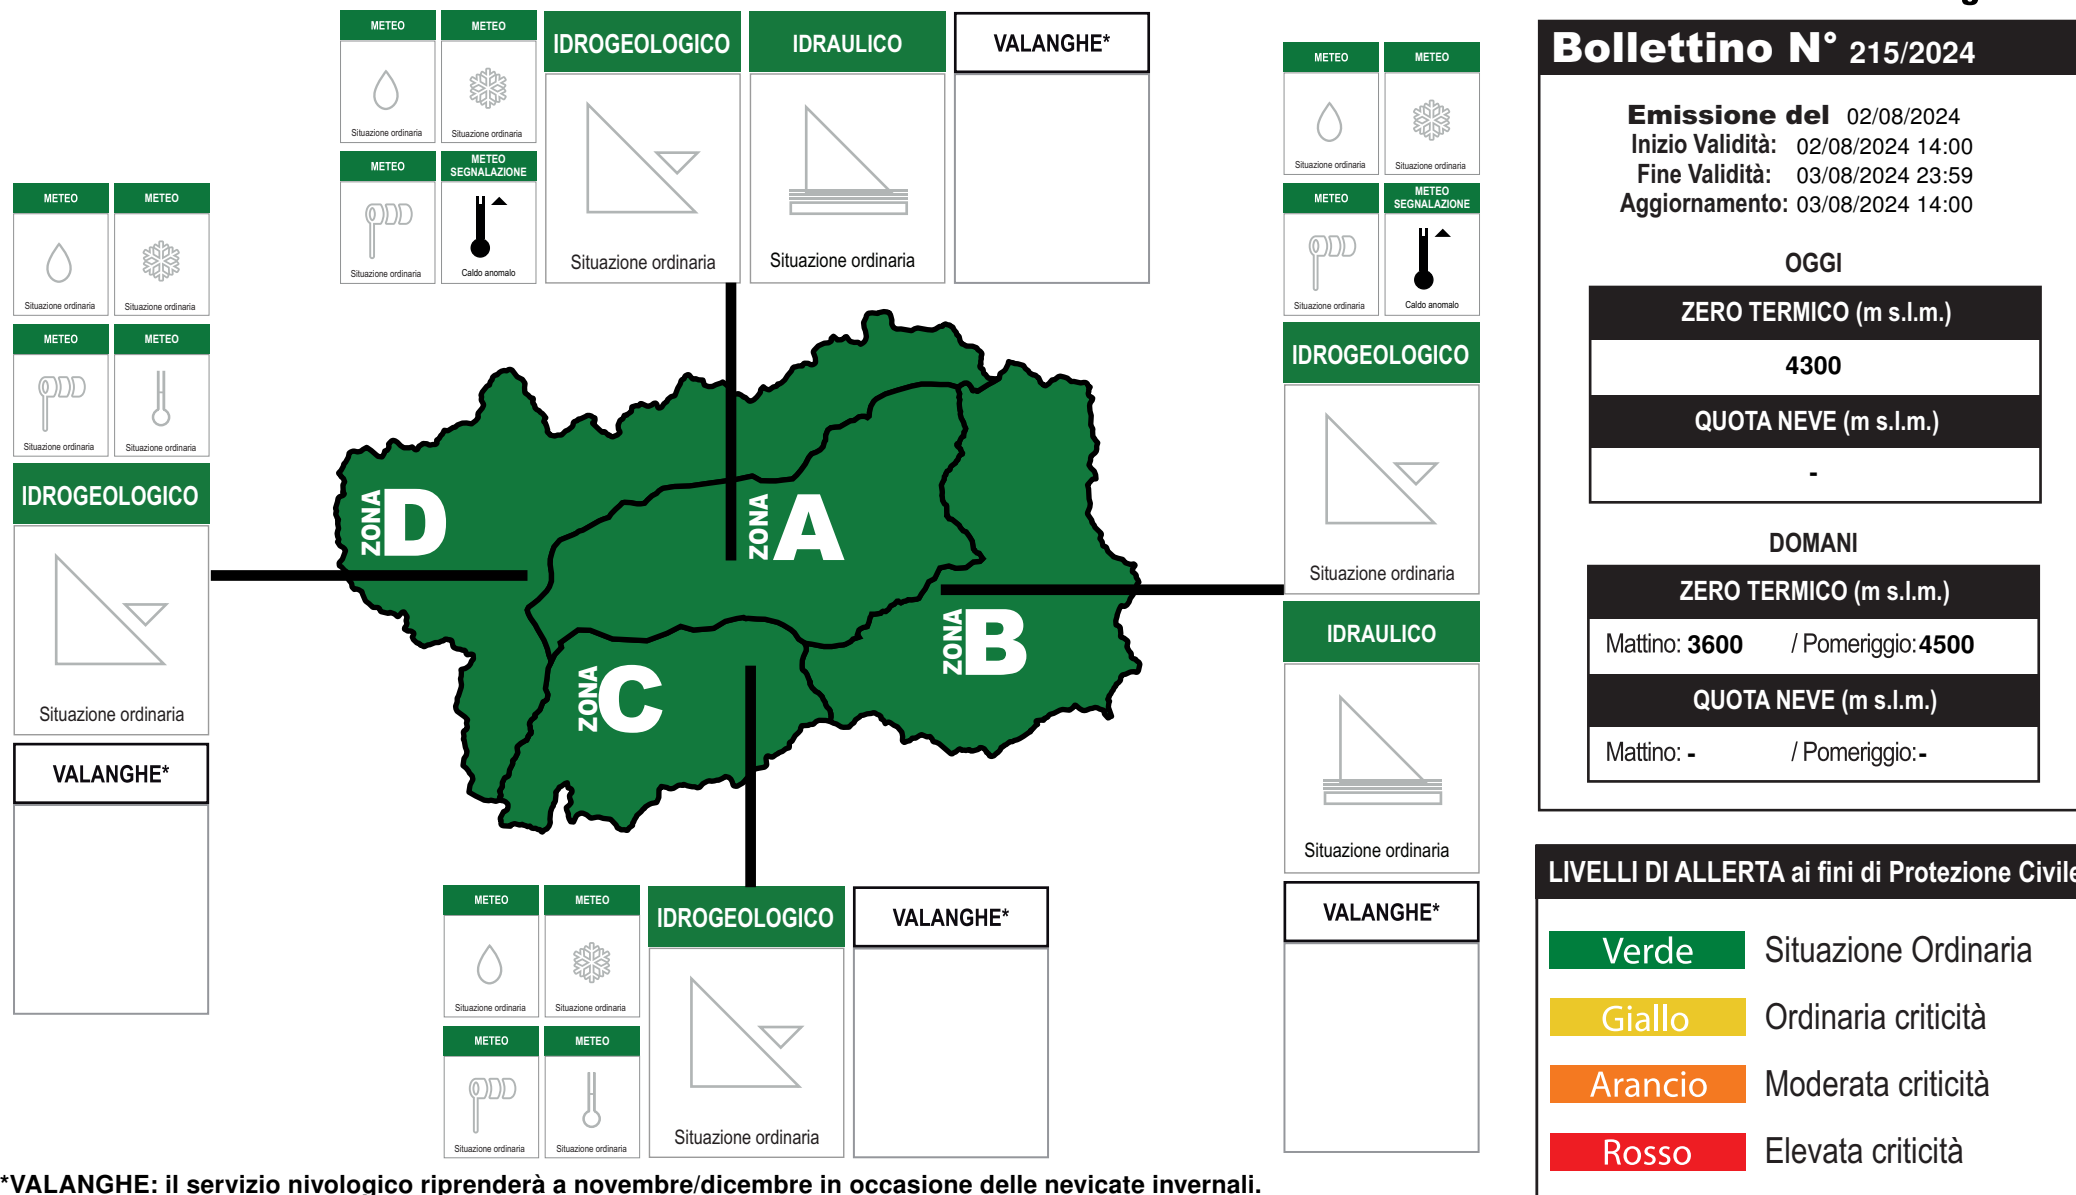 METEO METEO
Situazione ordinaria Situazione ordinaria
METEO METEO SEGNALAZIONE
Situazione ordinaria Caldo anomalo
IDROGEOLOGICO
Situazione ordinaria
IDRAULICO
Situazione ordinaria
VALANGHE*
METEO METEO
Situazione ordinaria Situazione ordinaria
METEO METEO
Situazione ordinaria Situazione ordinaria
IDROGEOLOGICO
Situazione ordinaria
VALANGHE*
ZONA D
ZONA A
ZONA B
ZONA C
METEO METEO
Situazione ordinaria Situazione ordinaria
METEO METEO SEGNALAZIONE
Situazione ordinaria Caldo anomalo
IDROGEOLOGICO
Situazione ordinaria
IDRAULICO
Situazione ordinaria
VALANGHE*
METEO METEO
Situazione ordinaria Situazione ordinaria
METEO METEO
Situazione ordinaria Situazione ordinaria
IDROGEOLOGICO
Situazione ordinaria
VALANGHE*
*VALANGHE: il servizio nivologico riprenderà a novembre/dicembre in occasione delle nevicate invernali.
Bollettino N° 215/2024
Emissione del 02/08/2024
Inizio Validità: 02/08/2024 14:00
Fine Validità: 03/08/2024 23:59
Aggiornamento: 03/08/2024 14:00
OGGI
ZERO TERMICO (m s.l.m.)
4300
QUOTA NEVE (m s.l.m.)
-
DOMANI
ZERO TERMICO (m s.l.m.)
Mattino: 3600 / Pomeriggio: 4500
QUOTA NEVE (m s.l.m.)
Mattino: - / Pomeriggio: -
LIVELLI DI ALLERTA ai fini di Protezione Civile
Verde Situazione Ordinaria
Giallo Ordinaria criticità
Arancio Moderata criticità
Rosso Elevata criticità